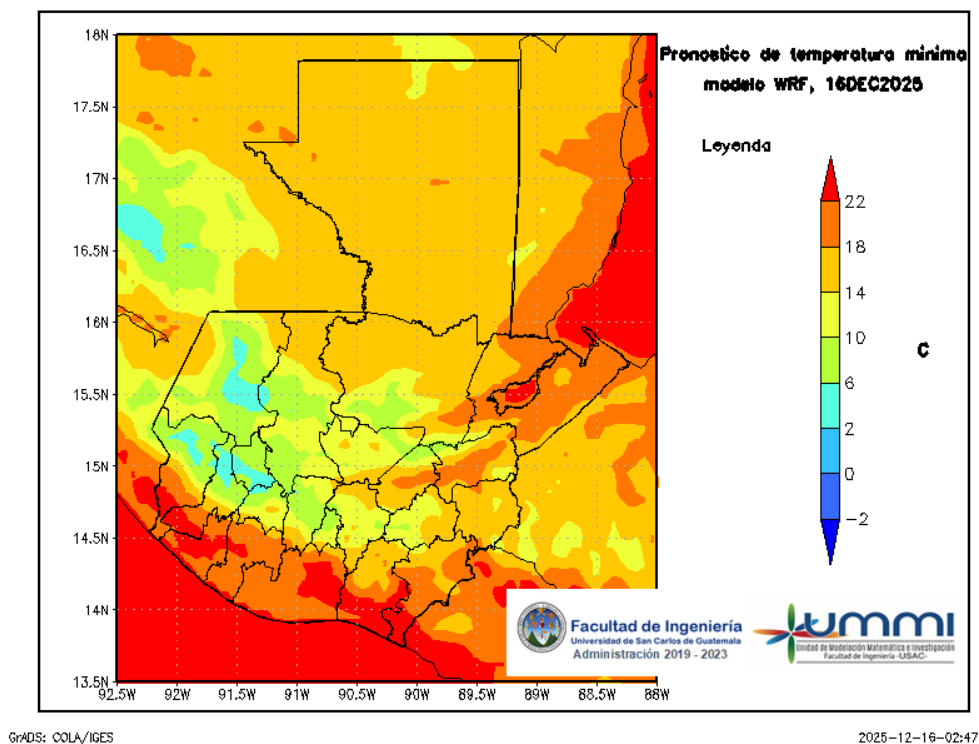 Pronostico de temperatura minima
modelo WRF, 16DEC2025
Leyenda
22
18
14
10
6
2
0
−2
C
18N
17.5N
17N
16.5N
16N
15.5N
15N
14.5N
14N
13.5N
92.5W 92W 91.5W 91W 90.5W 90W 89.5W 89W 88.5W 88W
Facultad de Ingeniería
Universidad de San Carlos de Guatemala
Administración 2019 - 2023
UMMI
Unidad de Modelación Matemática e Investigación
Facultad de Ingeniería -USAC-
GrADS: COLA/IGES
2025-12-16-02:47